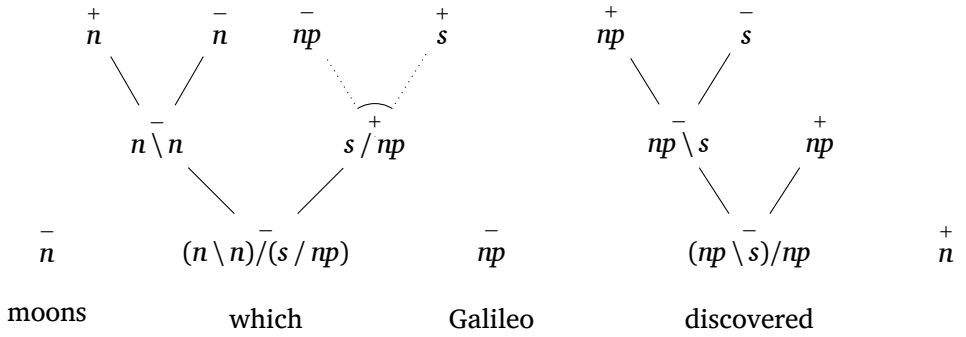 + − − + + −
n n np s np s
− + − +
n \ n s / np np \ s np
− − − − +
n (n \ n)/(s / np) np (np \ s)/np n
moons which Galileo discovered